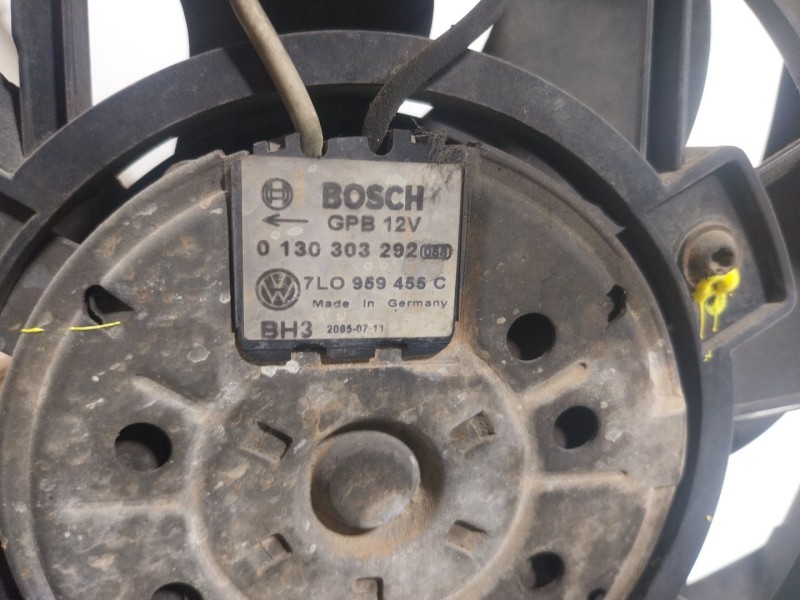 BOSCH
GPB 12V
0 130 303 292
7L0 959 455 C
Made In Germany
BH3 2005-07-11